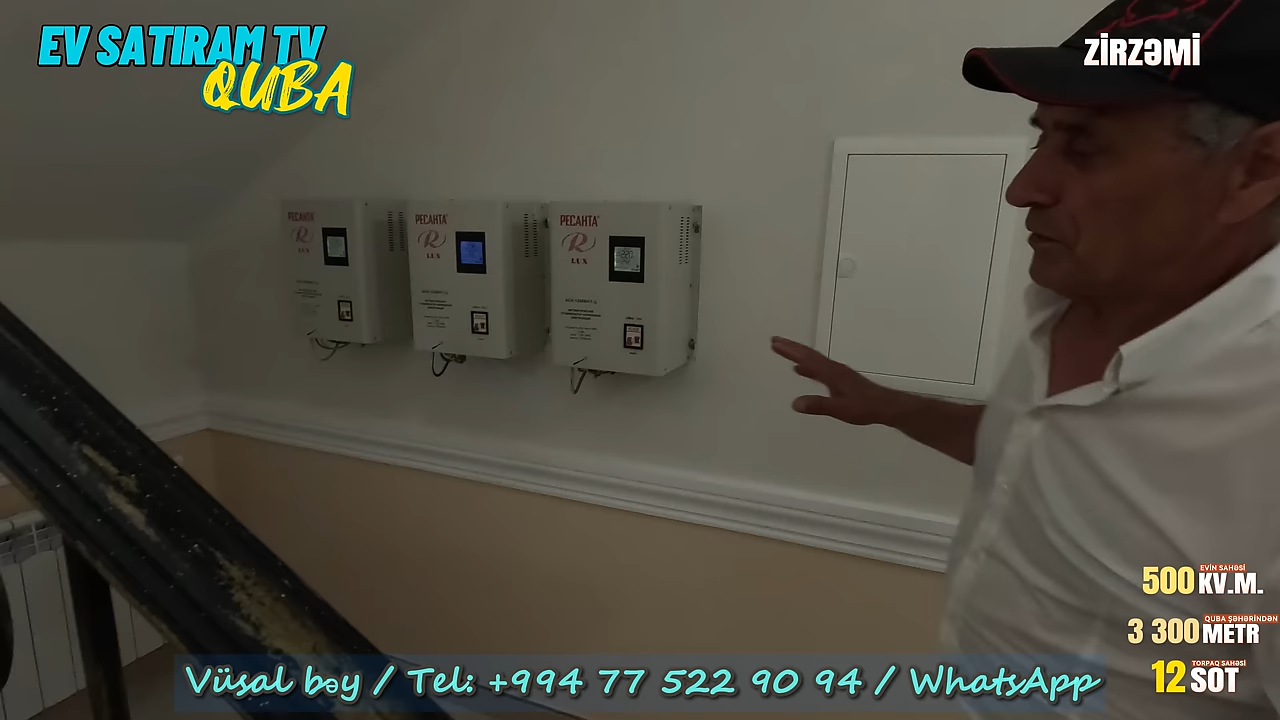 EV SATIRAM TV
QUBA
ZİRZƏMİ
РЕСАНТА
R
LUX
РЕСАНТА
R
LUX
РЕСАНТА
R
LUX
EVİN SAHƏSİ
500 KV.M.
QUBA ŞƏHƏRİNDƏN
3 300 METR
TORPAQ SAHƏSİ
12 SOT
Vüsal bəy / Tel: +994 77 522 90 94 / WhatsApp